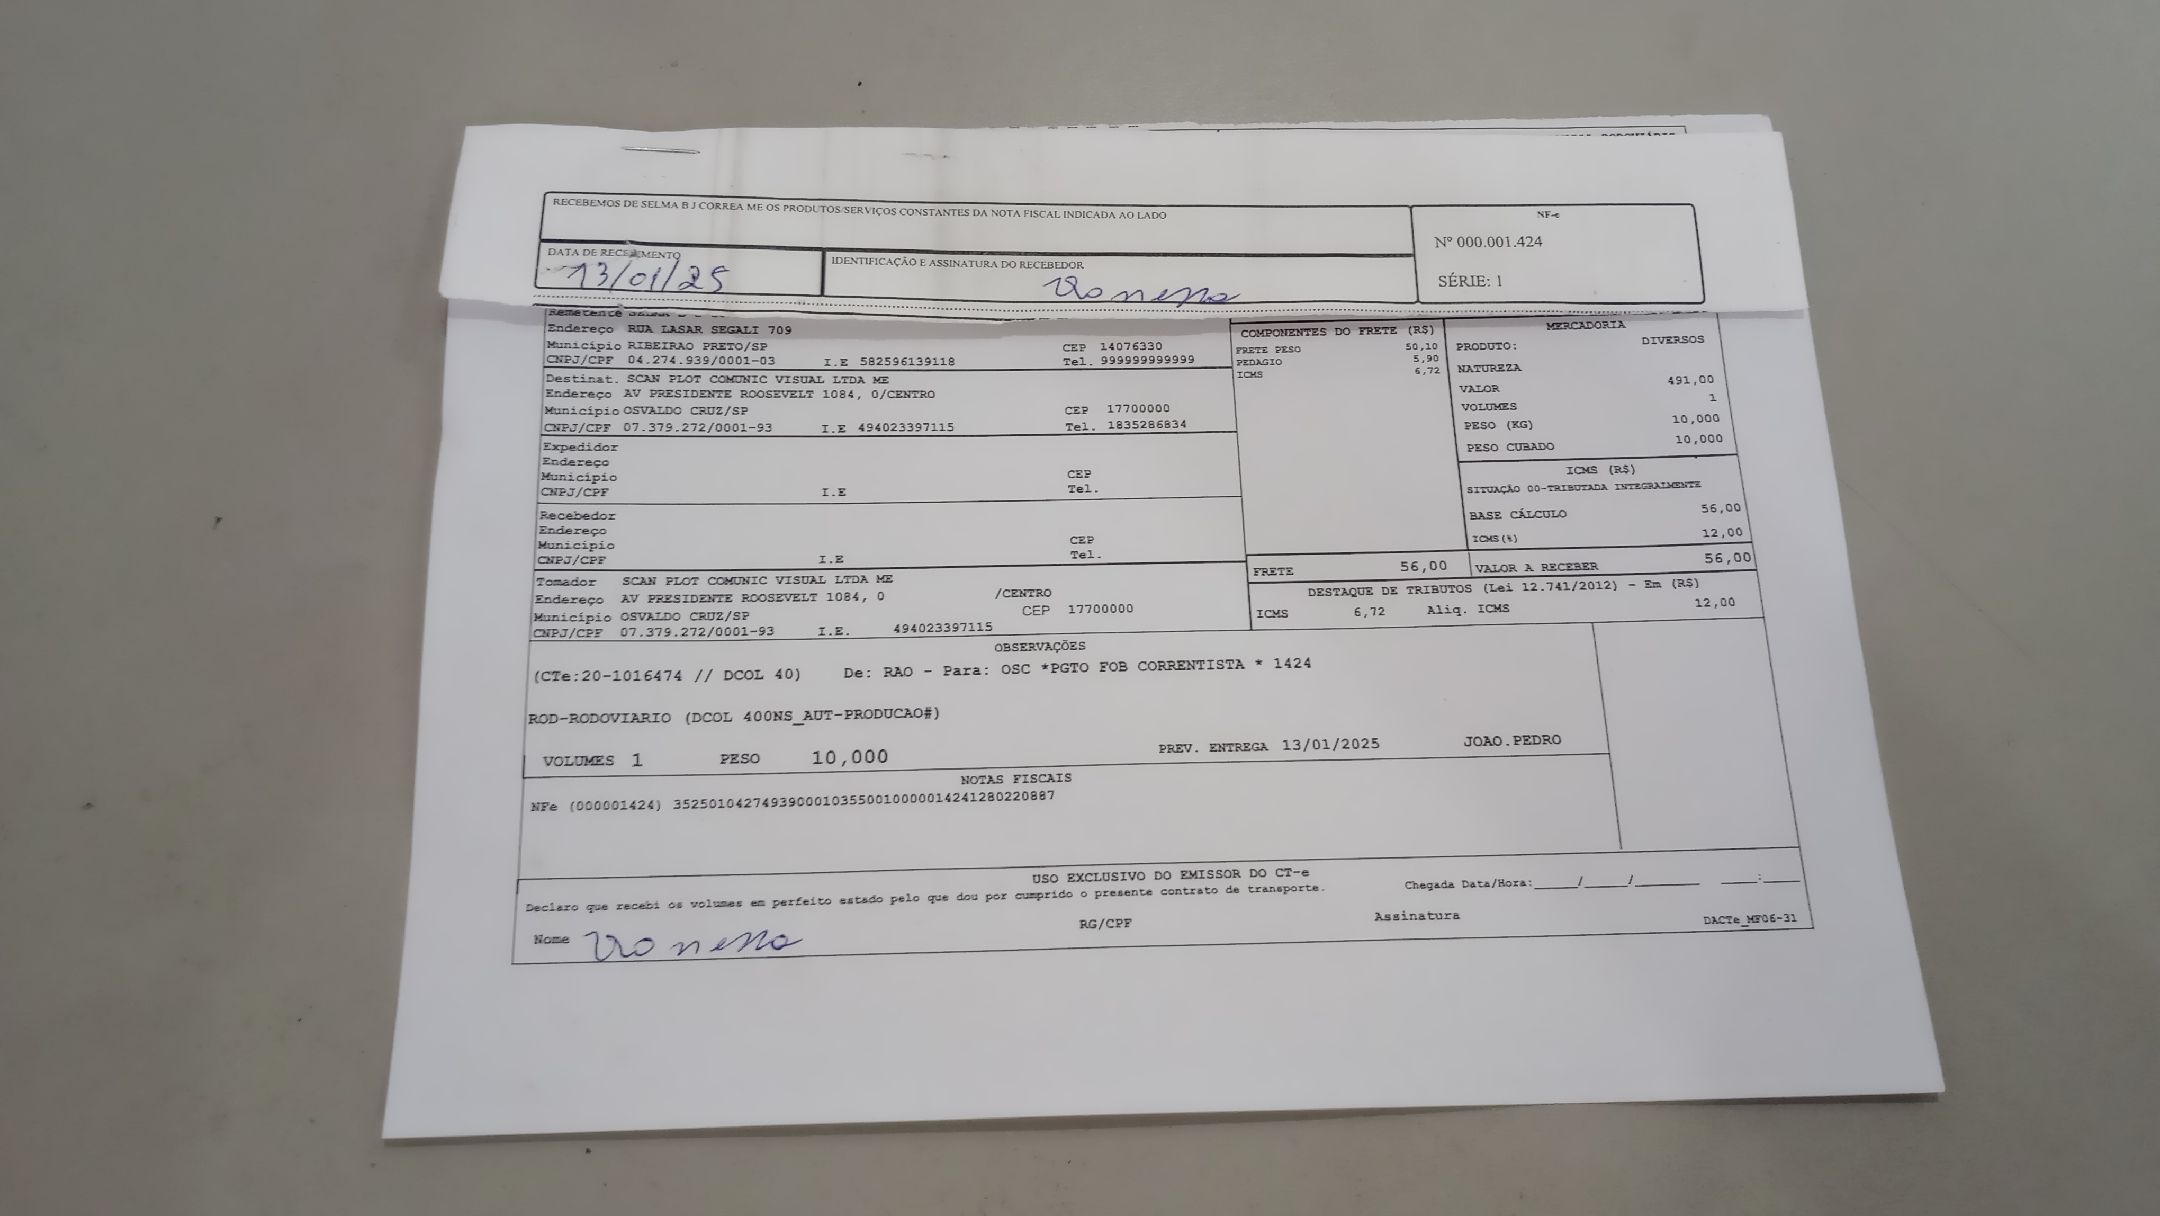 RECEBEMOS DE SELMA B J CORREA ME OS PRODUTOS/SERVIÇOS CONSTANTES DA NOTA FISCAL INDICADA AO LADO
NF-e
Nº 000.001.424
SÉRIE: 1
DATA DE RECEBIMENTO
13/01/25
IDENTIFICAÇÃO E ASSINATURA DO RECEBEDOR
Vanessa
Remetente
Endereço RUA LASAR SEGALI 709
Município RIBEIRAO PRETO/SP CEP 14076330
CNPJ/CPF 04.274.939/0001-03 I.E 582596139118 Tel. 999999999999
Destinat. SCAN PLOT COMUNIC VISUAL LTDA ME
Endereço AV PRESIDENTE ROOSEVELT 1084, 0/CENTRO
Município OSVALDO CRUZ/SP CEP 17700000
CNPJ/CPF 07.379.272/0001-93 I.E 494023397115 Tel. 1835286834
Expedidor
Endereço
Município CEP
CNPJ/CPF I.E Tel.
Recebedor
Endereço
Município CEP
CNPJ/CPF I.E Tel.
Tomador SCAN PLOT COMUNIC VISUAL LTDA ME
Endereço AV PRESIDENTE ROOSEVELT 1084, 0 /CENTRO
Município OSVALDO CRUZ/SP CEP 17700000
CNPJ/CPF 07.379.272/0001-93 I.E. 494023397115
COMPONENTES DO FRETE (R$)
FRETE PESO 50,10
PEDAGIO 5,90
ICMS 6,72
MERCADORIA
PRODUTO: DIVERSOS
NATUREZA
VALOR 491,00
VOLUMES 1
PESO (KG) 10,000
PESO CUBADO 10,000
ICMS (R$)
SITUAÇÃO 00-TRIBUTADA INTEGRALMENTE
BASE CÁLCULO 56,00
ICMS(%) 12,00
FRETE 56,00 VALOR A RECEBER 56,00
DESTAQUE DE TRIBUTOS (Lei 12.741/2012) - Em (R$)
ICMS 6,72 Aliq. ICMS 12,00
OBSERVAÇÕES
(CTe:20-1016474 // DCOL 40) De: RAO - Para: OSC *PGTO FOB CORRENTISTA * 1424
ROD-RODOVIARIO (DCOL 400NS_AUT-PRODUCAO#)
VOLUMES 1 PESO 10,000 PREV. ENTREGA 13/01/2025 JOAO.PEDRO
NOTAS FISCAIS
NFe (000001424) 35250104274939000103550010000014241280220887
USO EXCLUSIVO DO EMISSOR DO CT-e
Declaro que recebi os volumes em perfeito estado pelo que dou por cumprido o presente contrato de transporte.
Chegada Data/Hora:_____/_____/_________ _____:_____
Nome Vanessa RG/CPF Assinatura DACTe_MF06-31